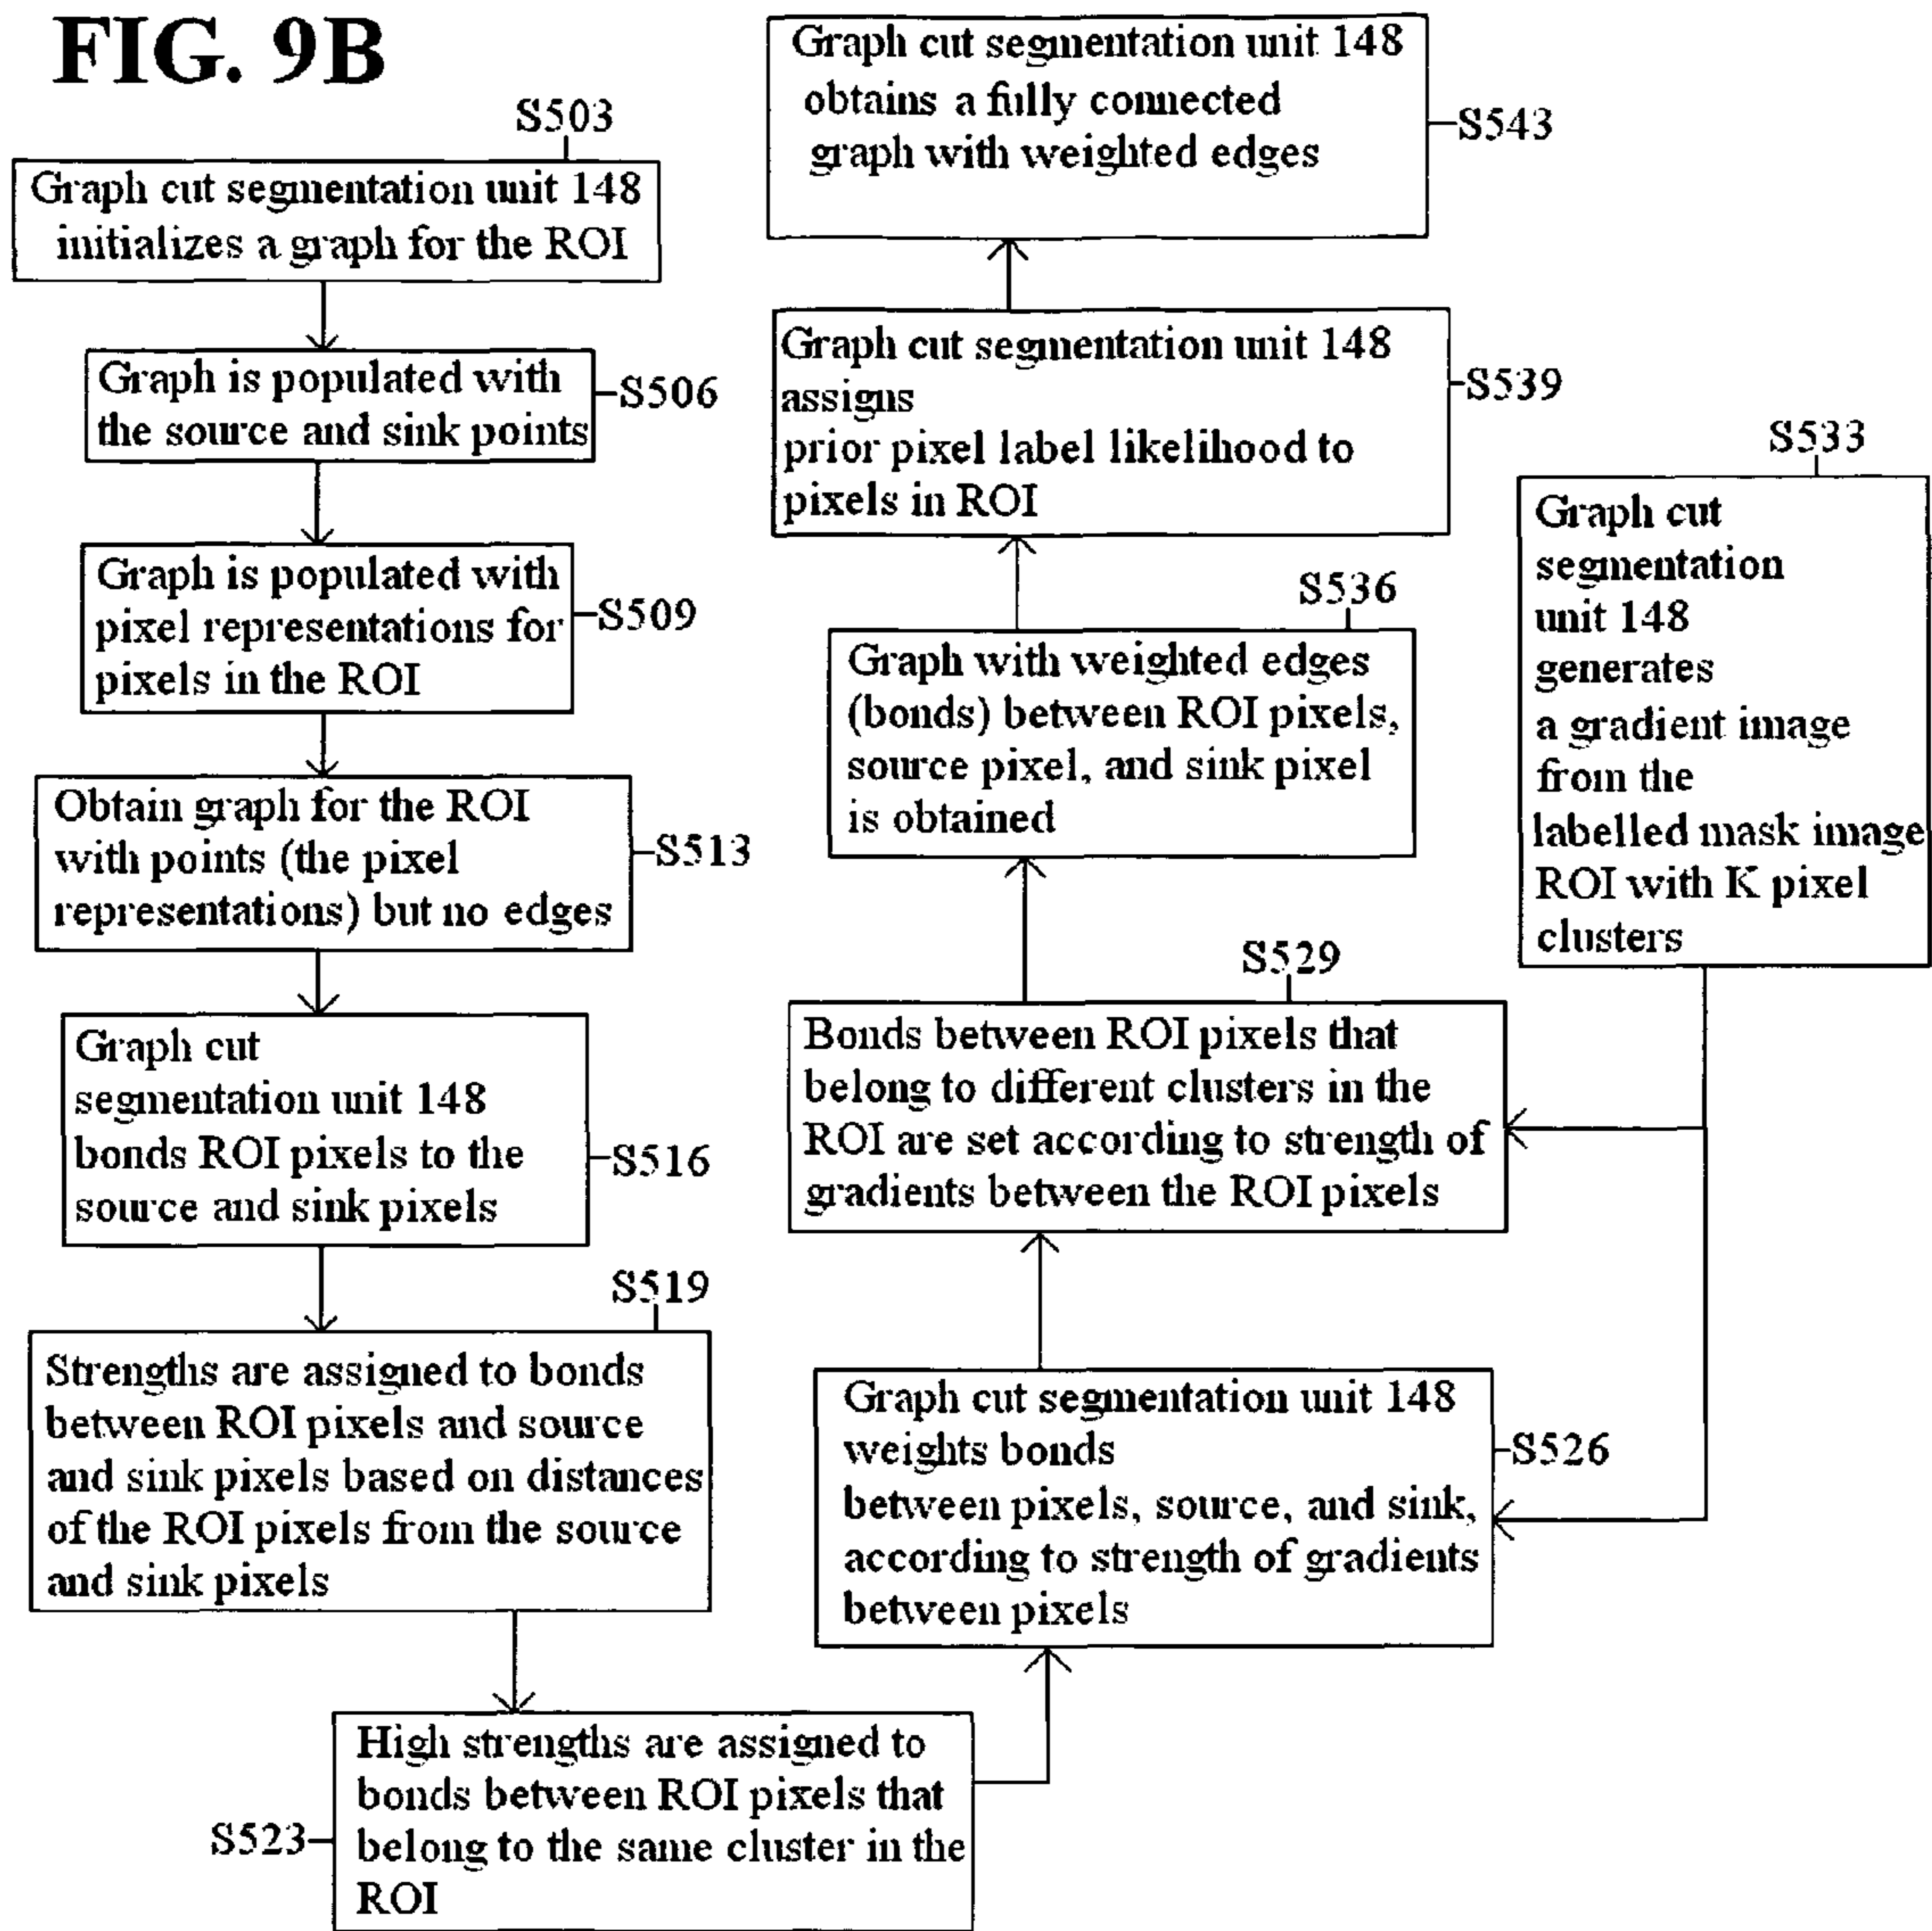 FIG. 9B
S503
Graph cut segmentation unit 148
initializes a graph for the ROI
Graph is populated with
the source and sink points
S506
Graph is populated with
pixel representations for
pixels in the ROI
S509
Obtain graph for the ROI
with points (the pixel
representations) but no edges
S513
Graph cut
segmentation unit 148
bonds ROI pixels to the
source and sink pixels
S516
S519
Strengths are assigned to bonds
between ROI pixels and source
and sink pixels based on distances
of the ROI pixels from the source
and sink pixels
High strengths are assigned to
bonds between ROI pixels that
belong to the same cluster in the
ROI
S523
Graph cut segmentation unit 148
weights bonds
between pixels, source, and sink,
according to strength of gradients
between pixels
S526
S529
Bonds between ROI pixels that
belong to different clusters in the
ROI are set according to strength of
gradients between the ROI pixels
S533
Graph cut
segmentation
unit 148
generates
a gradient image
from the
labelled mask image
ROI with K pixel
clusters
S536
Graph with weighted edges
(bonds) between ROI pixels,
source pixel, and sink pixel
is obtained
Graph cut segmentation unit 148
assigns
prior pixel label likelihood to
pixels in ROI
S539
Graph cut segmentation unit 148
obtains a fully connected
graph with weighted edges
S543